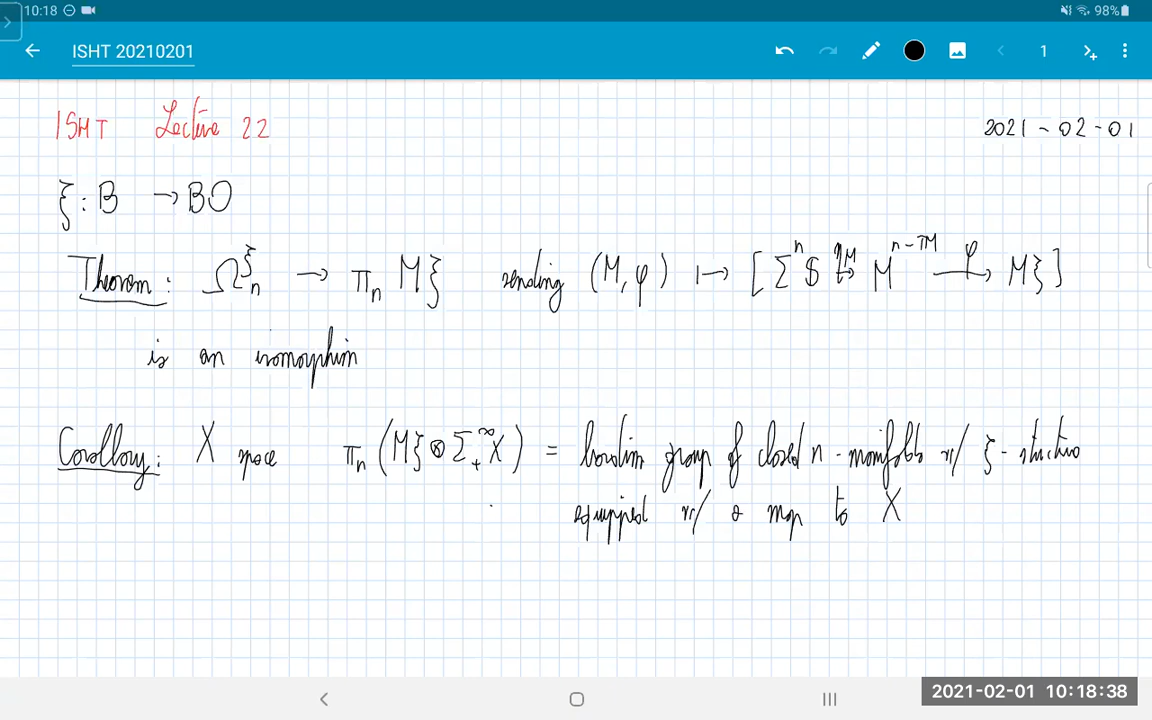 10:18 98%
ISHT 20210201 1
ISHT Lecture 22 2021-02-01
ξ: B → BO
Theorem: Ω_n^ξ → π_n Mξ sending (M, φ) ↦ [Σ^n 𝕊 → M^{n-TM} →^φ Mξ]
is an isomorphism
Corollary: X space π_n(Mξ ⊗ Σ_+^∞ X) = bordism group of closed n-manifolds w/ ξ-structure
equipped w/ a map to X
2021-02-01 10:18:38